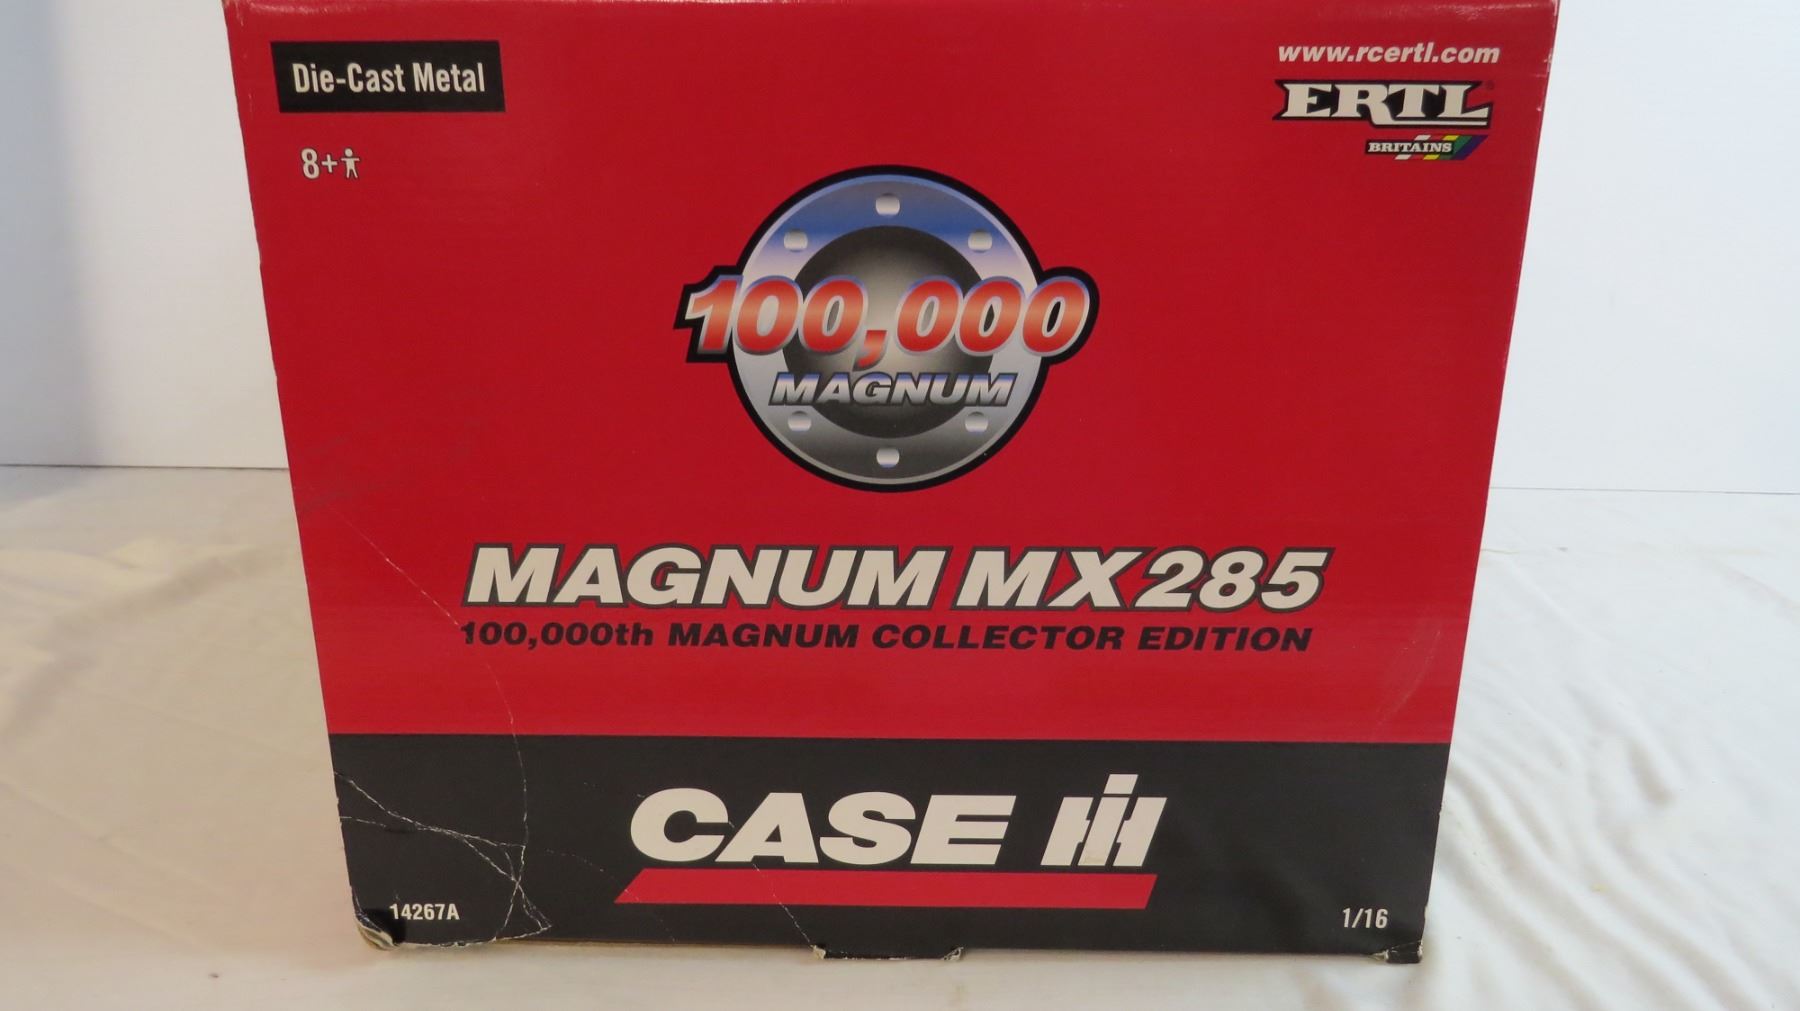 Die-Cast Metal
8+
www.rcertl.com
ERTL
BRITAINS
100,000
MAGNUM
MAGNUM MX285
100,000th MAGNUM COLLECTOR EDITION
CASE IH
14267A
1/16